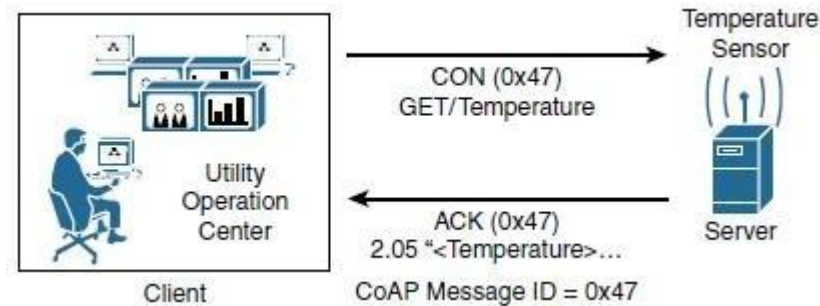 Temperature
Sensor
CON (0x47)
GET/Temperature
Utility
Operation
Center
ACK (0x47)
2.05 “<Temperature>...
Server
Client
CoAP Message ID = 0x47